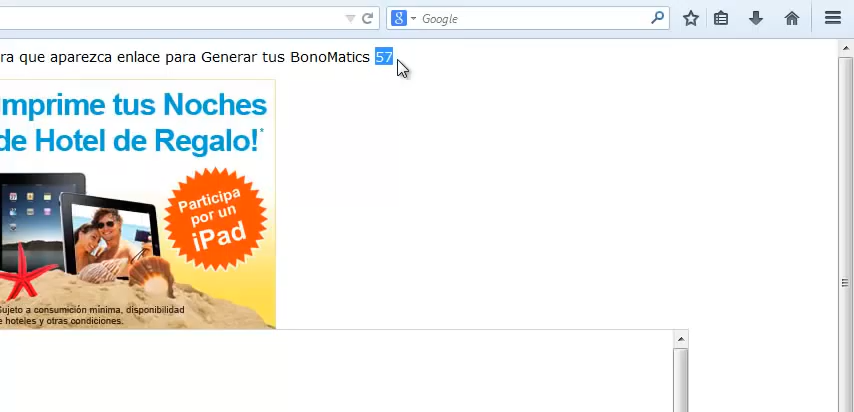 Google
ra que aparezca enlace para Generar tus BonoMatics 57
Imprime tus Noches
de Hotel de Regalo!*
Participa
por un
iPad
Sujeto a consumición mínima, disponibilidad
e hoteles y otras condiciones.